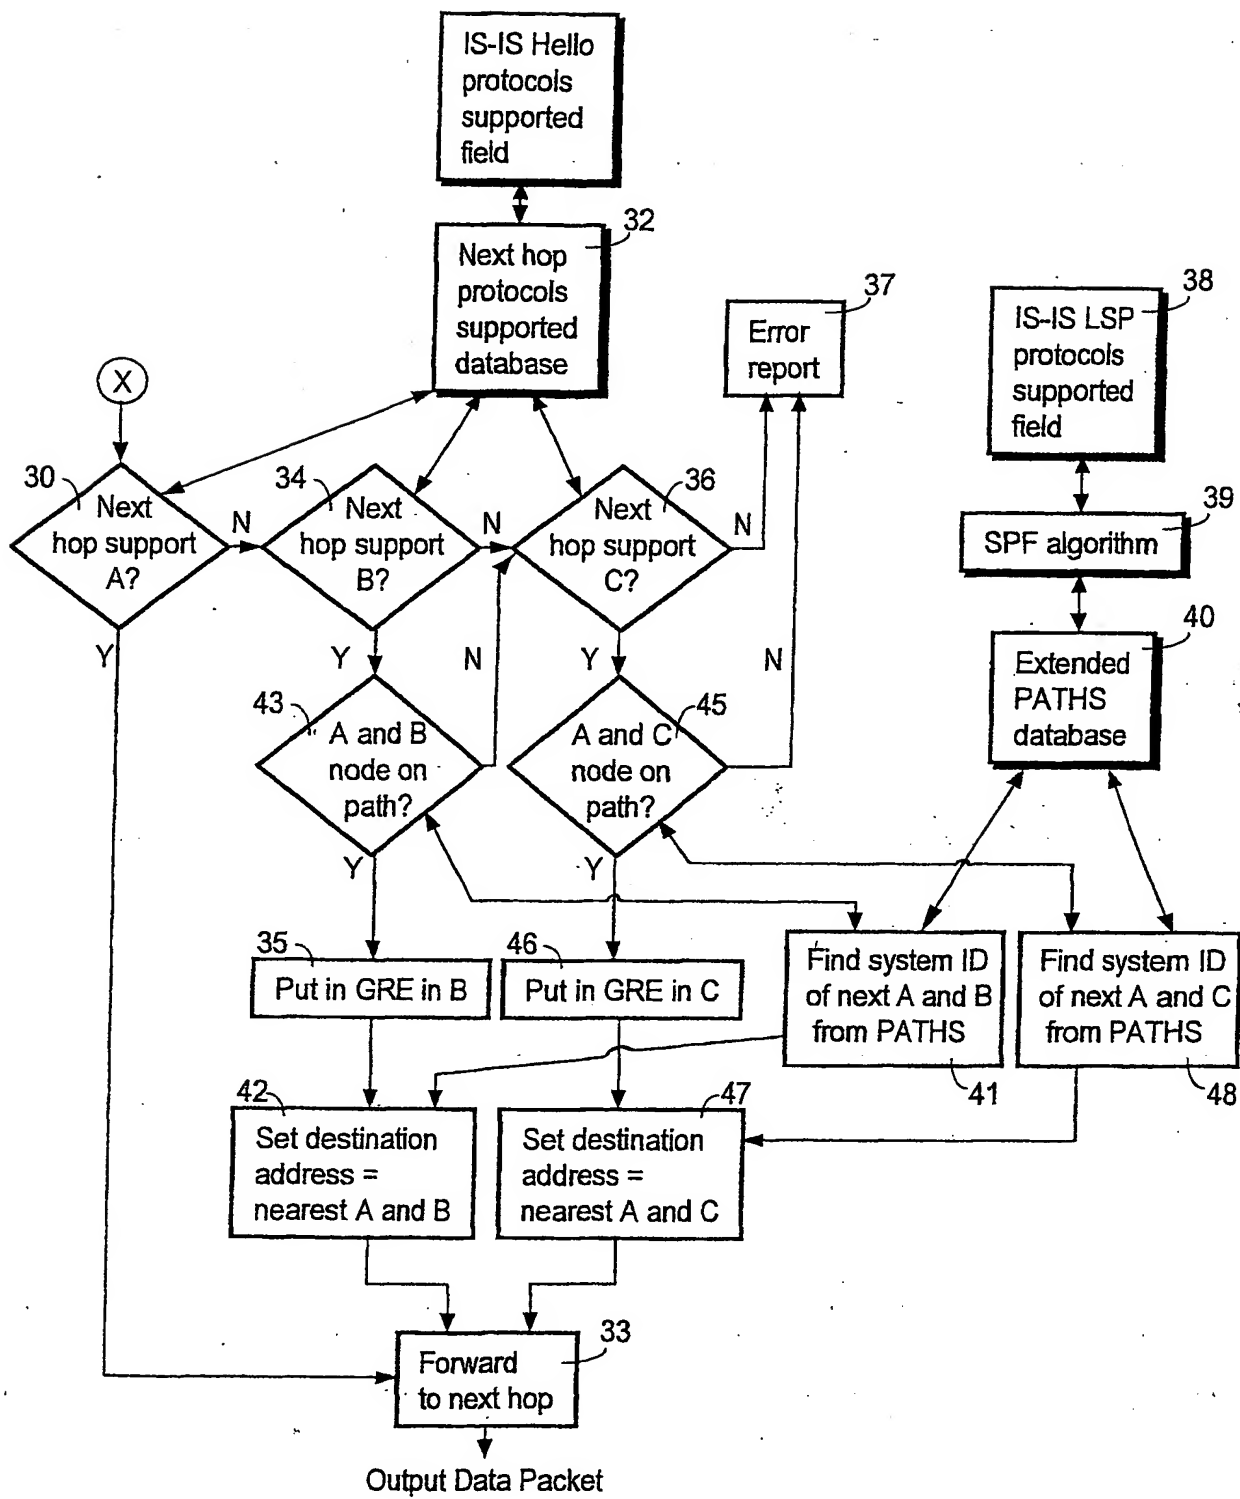 IS-IS Hello
protocols
supported
field
32
Next hop
protocols
supported
database
37
Error
report
38
IS-IS LSP
protocols
supported
field
X
30
Next
hop support
A?
N
Y
34
Next
hop support
B?
N
Y
36
Next
hop support
C?
N
Y
39
SPF algorithm
40
Extended
PATHS
database
43
A and B
node on
path?
N
Y
45
A and C
node on
path?
N
Y
35
Put in GRE in B
46
Put in GRE in C
Find system ID
of next A and B
from PATHS
41
Find system ID
of next A and C
from PATHS
48
42
Set destination
address =
nearest A and B
47
Set destination
address =
nearest A and C
33
Forward
to next hop
Output Data Packet